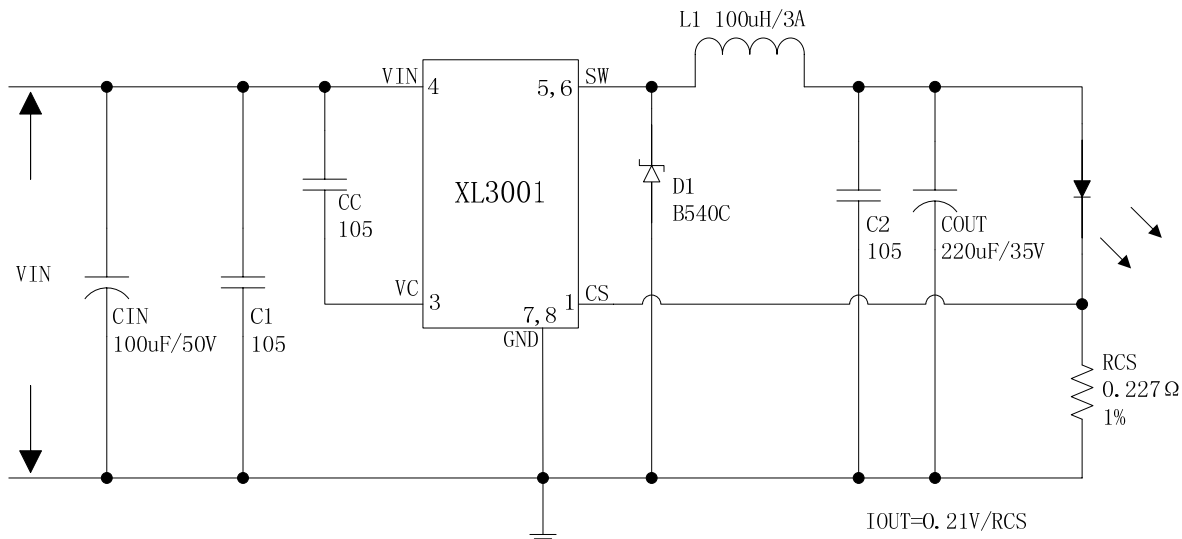 L1 100uH/3A
VIN
4
5,6
SW
XL3001
CC
105
D1
B540C
C2
105
COUT
220uF/35V
VIN
VC
3
1
CS
7,8
GND
CIN
100uF/50V
C1
105
RCS
0.227Ω
1%
IOUT=0.21V/RCS